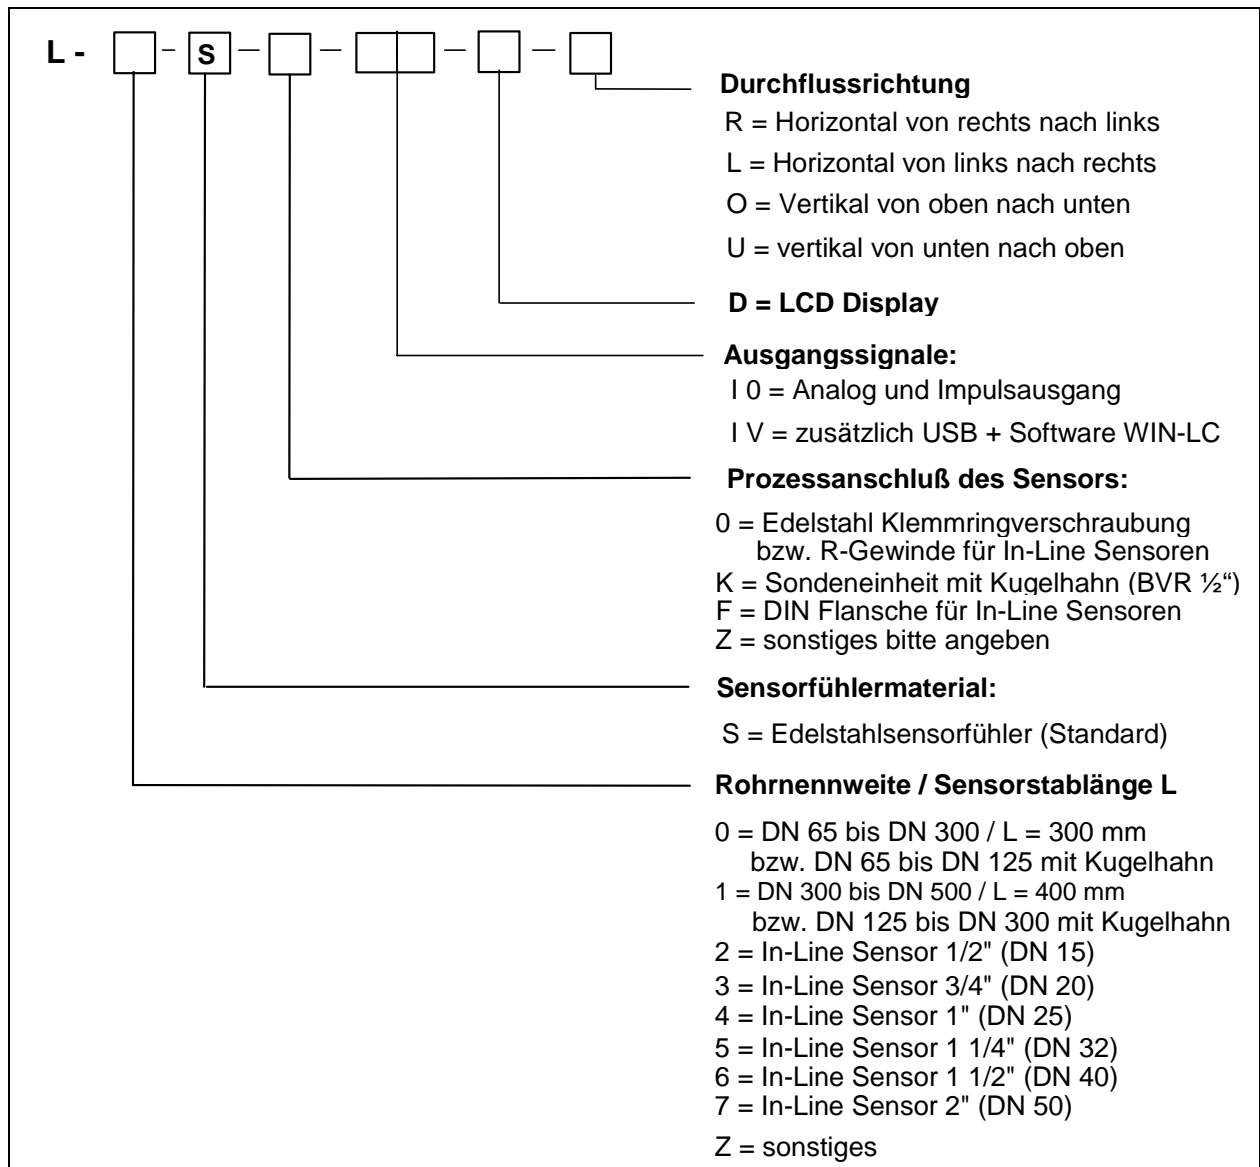 L - S
Durchflussrichtung
R = Horizontal von rechts nach links
L = Horizontal von links nach rechts
O = Vertikal von oben nach unten
U = vertikal von unten nach oben
D = LCD Display
Ausgangssignale:
I 0 = Analog und Impulsausgang
I V = zusätzlich USB + Software WIN-LC
Prozessanschluß des Sensors:
0 = Edelstahl Klemmringverschraubung
bzw. R-Gewinde für In-Line Sensoren
K = Sondeneinheit mit Kugelhahn (BVR ½“)
F = DIN Flansche für In-Line Sensoren
Z = sonstiges bitte angeben
Sensorfühlermaterial:
S = Edelstahlsensorfühler (Standard)
Rohrnennweite / Sensorstablänge L
0 = DN 65 bis DN 300 / L = 300 mm
bzw. DN 65 bis DN 125 mit Kugelhahn
1 = DN 300 bis DN 500 / L = 400 mm
bzw. DN 125 bis DN 300 mit Kugelhahn
2 = In-Line Sensor 1/2" (DN 15)
3 = In-Line Sensor 3/4" (DN 20)
4 = In-Line Sensor 1" (DN 25)
5 = In-Line Sensor 1 1/4" (DN 32)
6 = In-Line Sensor 1 1/2" (DN 40)
7 = In-Line Sensor 2" (DN 50)
Z = sonstiges